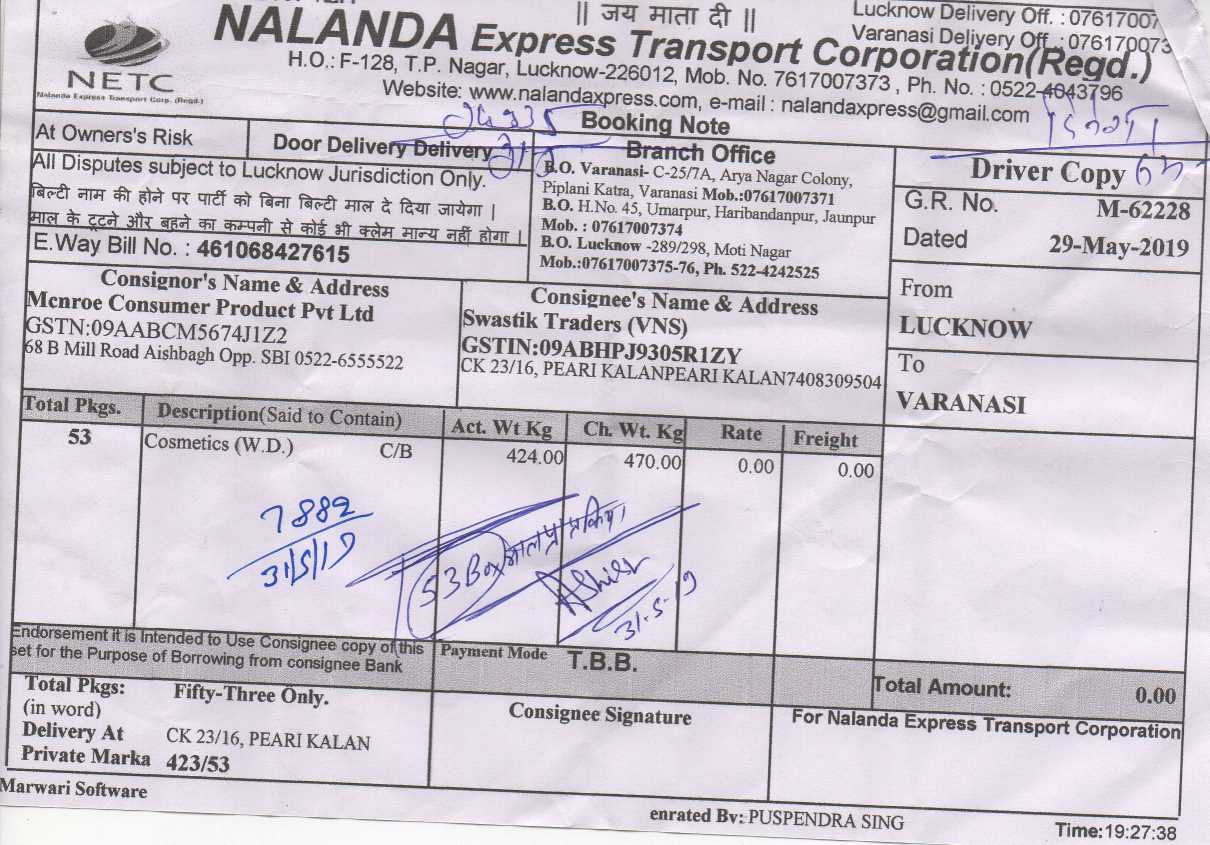 || जय माता दी ||
Lucknow Delivery Off. : 07617007
Varanasi Deliyery Off : 076170073
NALANDA Express Transport Corporation(Regd.)
NETC
Nalanda Express Transport Corp. (Regd.)
H.O.: F-128, T.P. Nagar, Lucknow-226012, Mob. No. 7617007373 , Ph. No. : 0522-4043796
Website: www.nalandaxpress.com, e-mail : nalandaxpress@gmail.com
Booking Note
At Owners's Risk
Door Delivery Delivery
All Disputes subject to Lucknow Jurisdiction Only.
बिल्टी नाम की होने पर पार्टी को बिना बिल्टी माल दे दिया जायेगा |
माल के टूटने और बहने का कम्पनी से कोई भी क्लेम मान्य नहीं होगा |
E.Way Bill No. : 461068427615
Branch Office
B.O. Varanasi- C-25/7A, Arya Nagar Colony,
Piplani Katra, Varanasi Mob.:07617007371
B.O. H.No. 45, Umarpur, Haribandanpur, Jaunpur
Mob. : 07617007374
B.O. Lucknow -289/298, Moti Nagar
Mob.:07617007375-76, Ph. 522-4242525
Driver Copy
G.R. No. M-62228
Dated 29-May-2019
From
LUCKNOW
To
VARANASI
Consignor's Name & Address
Mcnroe Consumer Product Pvt Ltd
GSTN:09AABCM5674J1Z2
68 B Mill Road Aishbagh Opp. SBI 0522-6555522
Consignee's Name & Address
Swastik Traders (VNS)
GSTIN:09ABHPJ9305R1ZY
CK 23/16, PEARI KALANPEARI KALAN7408309504
Total Pkgs. Description(Said to Contain) Act. Wt Kg Ch. Wt. Kg Rate Freight
53 Cosmetics (W.D.) C/B 424.00 470.00 0.00 0.00
7882
31/5/19
53 Box माल प्राप्त किया
31-5-19
Endorsement it is Intended to Use Consignee copy of this
set for the Purpose of Borrowing from consignee Bank
Payment Mode T.B.B.
Total Amount: 0.00
Total Pkgs: Fifty-Three Only.
(in word)
Delivery At CK 23/16, PEARI KALAN
Private Marka 423/53
Consignee Signature
For Nalanda Express Transport Corporation
Marwari Software
enrated By: PUSPENDRA SING
Time:19:27:38